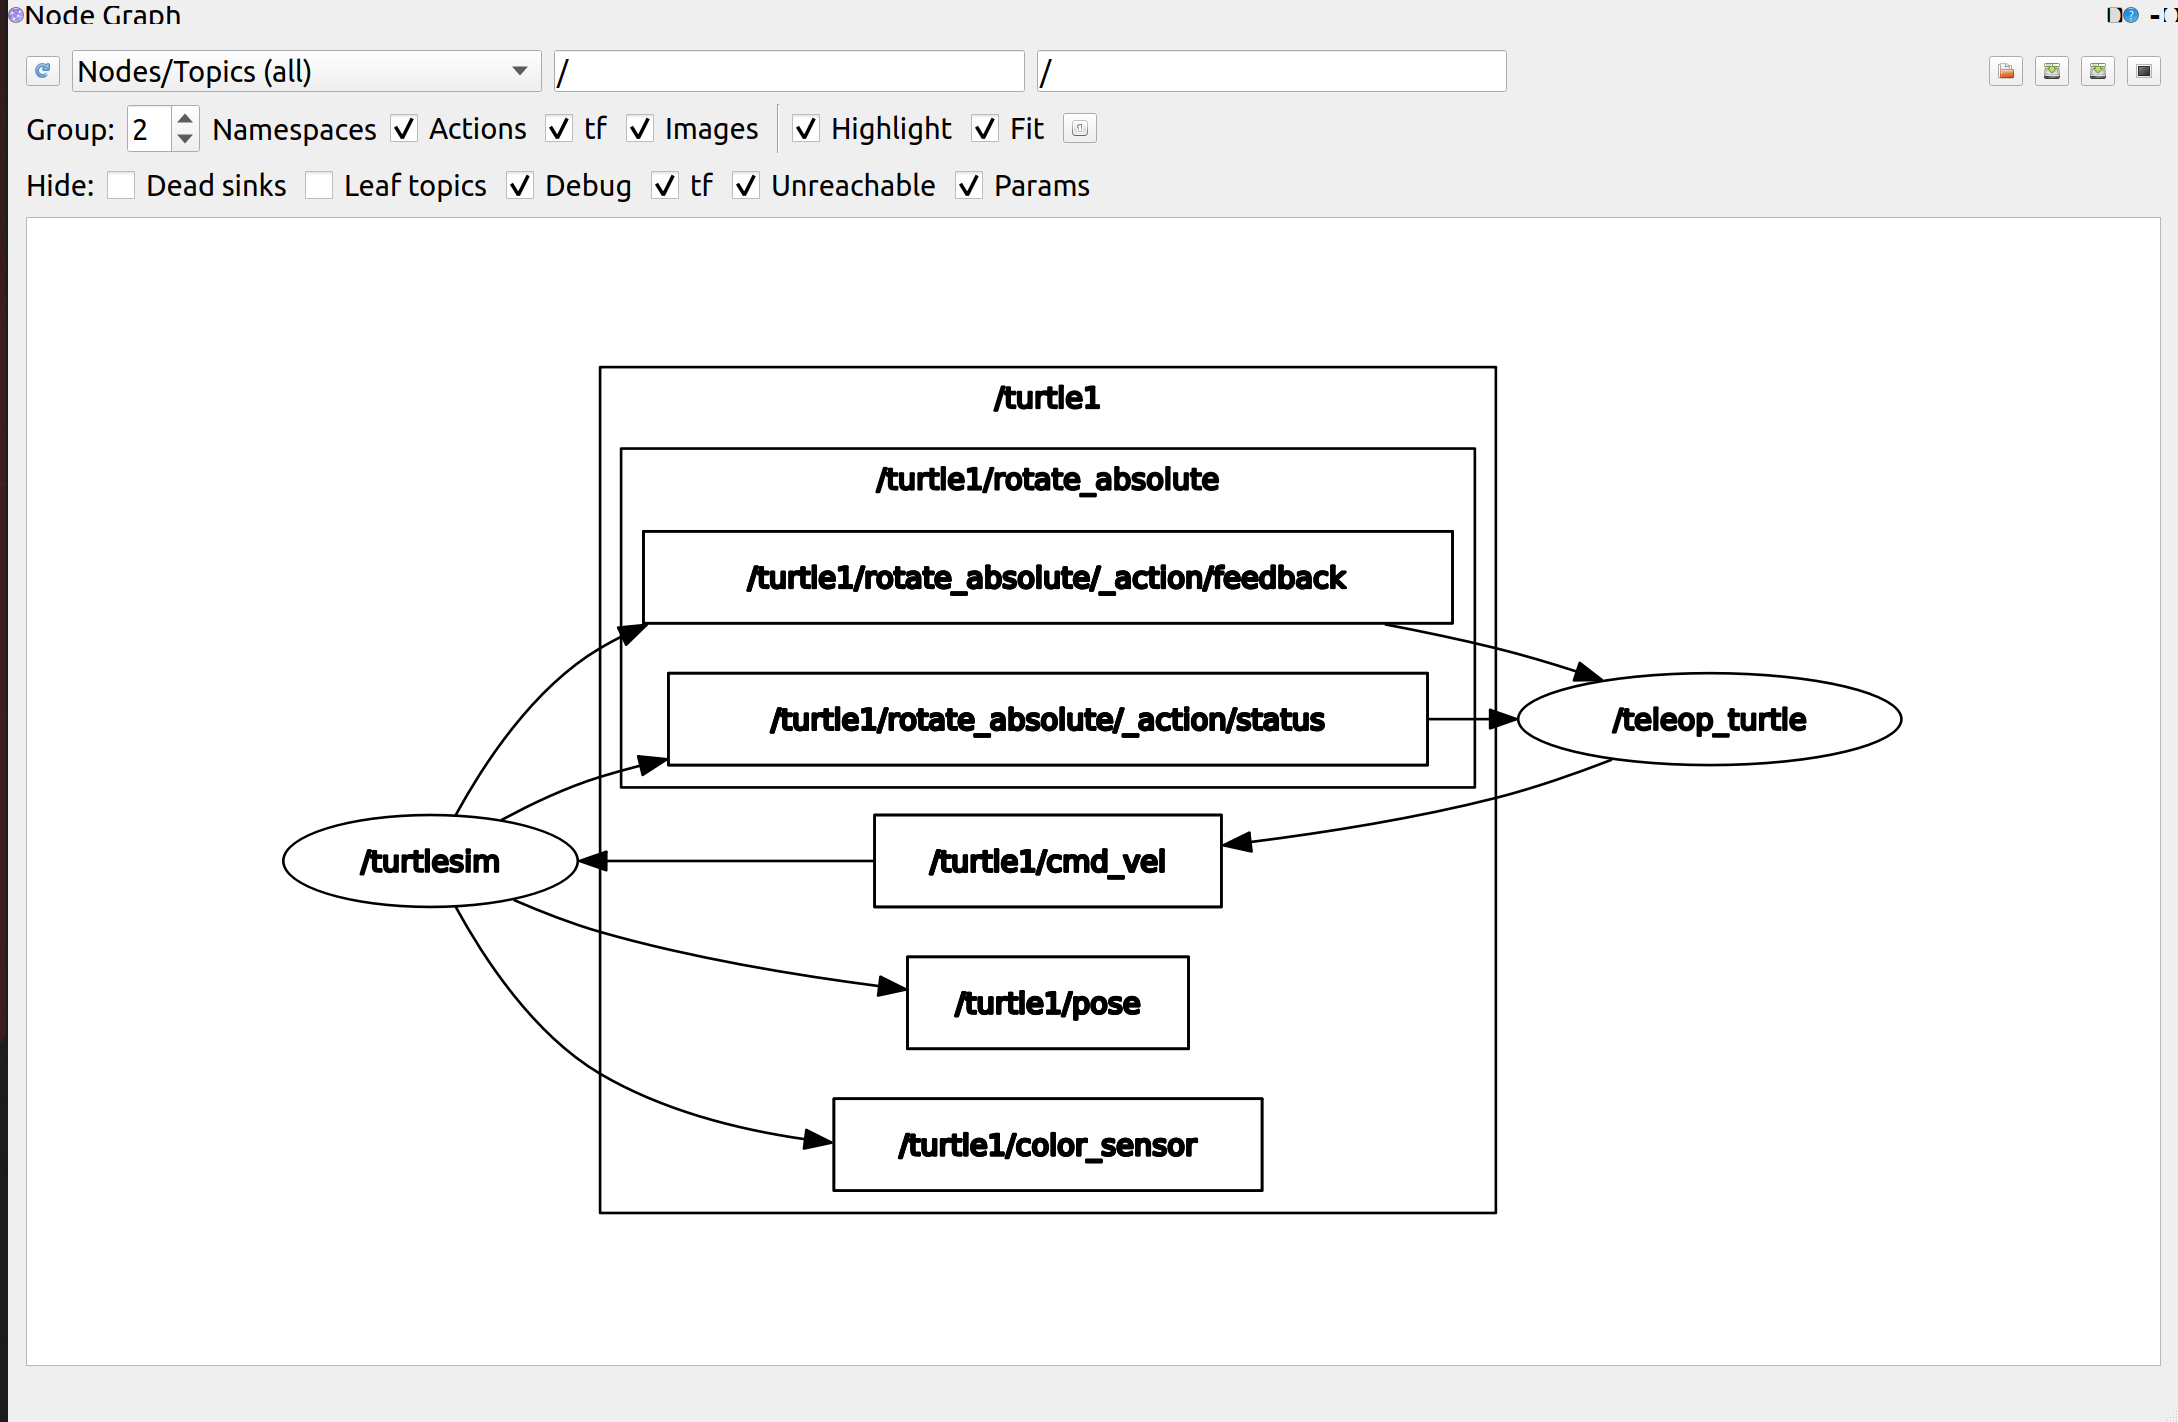 Node Graph
Nodes/Topics (all) / /
Group: 2 Namespaces Actions tf Images Highlight Fit
Hide: Dead sinks Leaf topics Debug tf Unreachable Params
/turtle1
/turtle1/rotate_absolute
/turtle1/rotate_absolute/_action/feedback
/turtle1/rotate_absolute/_action/status
/teleop_turtle
/turtlesim
/turtle1/cmd_vel
/turtle1/pose
/turtle1/color_sensor